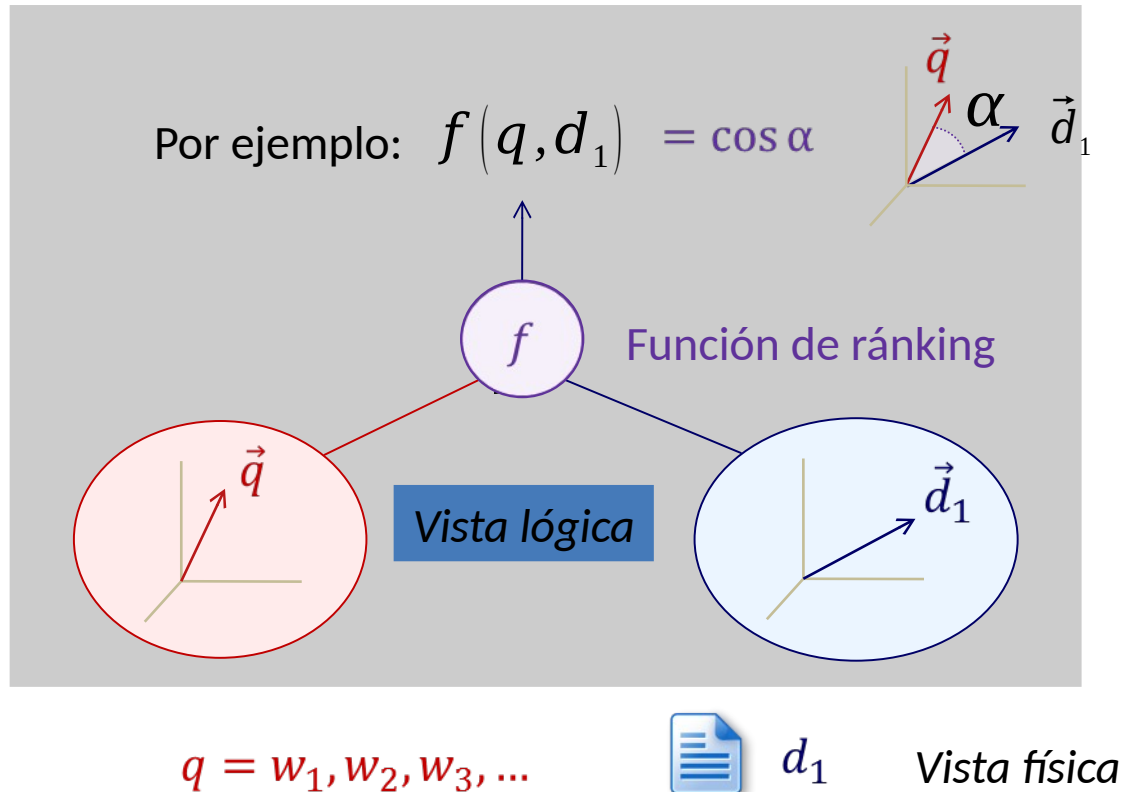 q⃗
Por ejemplo: f(q,d₁) = cos α
α d⃗₁
f
Función de ránking
q⃗
d⃗₁
Vista lógica
q = w₁, w₂, w₃, ...
d₁
Vista física